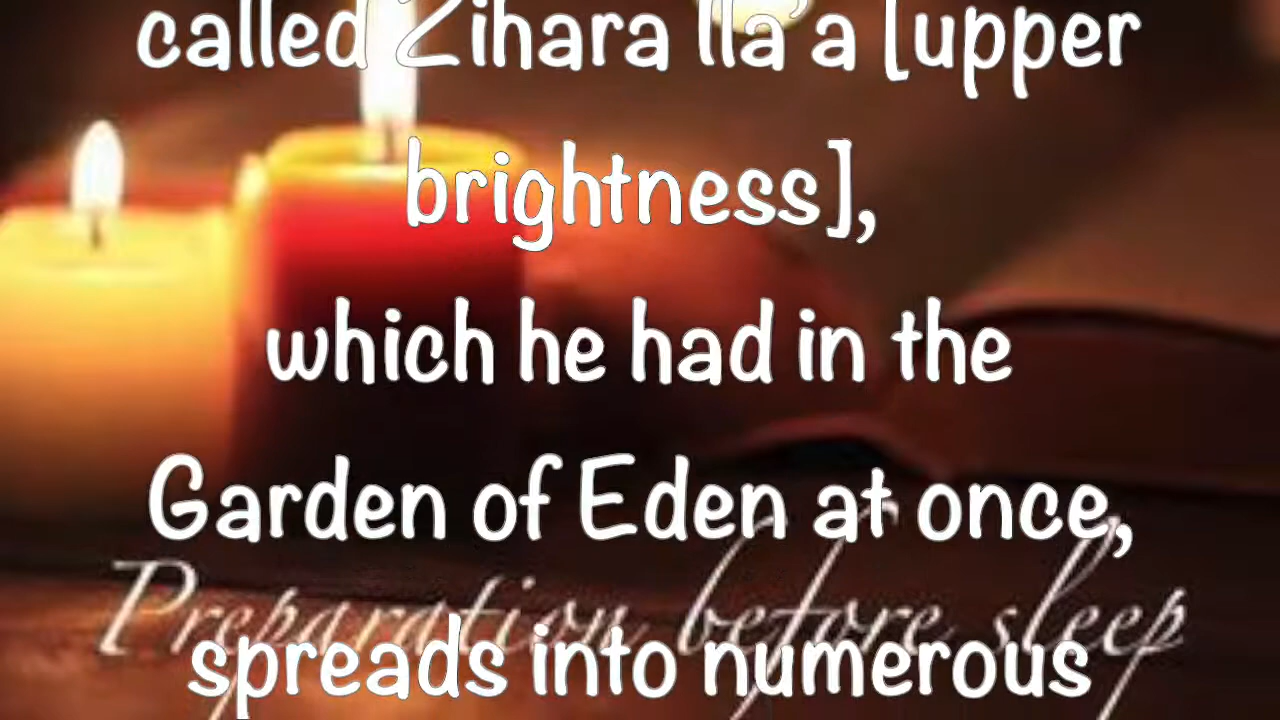 called Zihara Ila'a [upper
brightness],
which he had in the
Garden of Eden at once,
Preparation before sleep
spreads into numerous